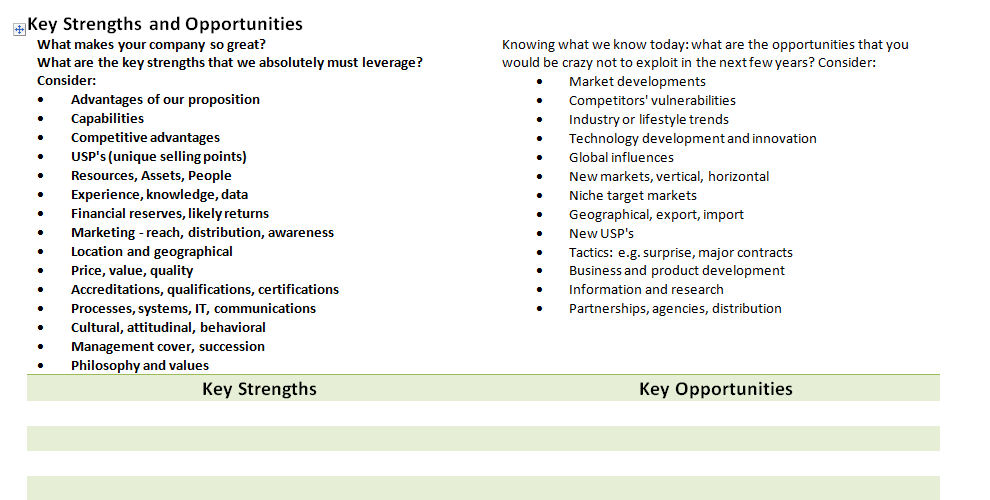 Key Strengths and Opportunities
What makes your company so great?
What are the key strengths that we absolutely must leverage?
Consider:
• Advantages of our proposition
• Capabilities
• Competitive advantages
• USP's (unique selling points)
• Resources, Assets, People
• Experience, knowledge, data
• Financial reserves, likely returns
• Marketing - reach, distribution, awareness
• Location and geographical
• Price, value, quality
• Accreditations, qualifications, certifications
• Processes, systems, IT, communications
• Cultural, attitudinal, behavioral
• Management cover, succession
• Philosophy and values
Knowing what we know today: what are the opportunities that you
would be crazy not to exploit in the next few years? Consider:
• Market developments
• Competitors' vulnerabilities
• Industry or lifestyle trends
• Technology development and innovation
• Global influences
• New markets, vertical, horizontal
• Niche target markets
• Geographical, export, import
• New USP's
• Tactics: e.g. surprise, major contracts
• Business and product development
• Information and research
• Partnerships, agencies, distribution
Key Strengths
Key Opportunities